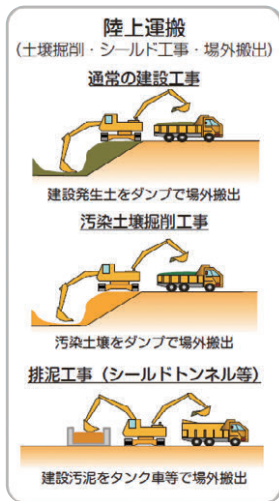 陸上運搬
(土壌掘削・シールド工事・場外搬出)
通常の建設工事
建設発生土をダンプで場外搬出
汚染土壌掘削工事
汚染土壌をダンプで場外搬出
排泥工事（シールドトンネル等）
建設汚泥をタンク車等で場外搬出